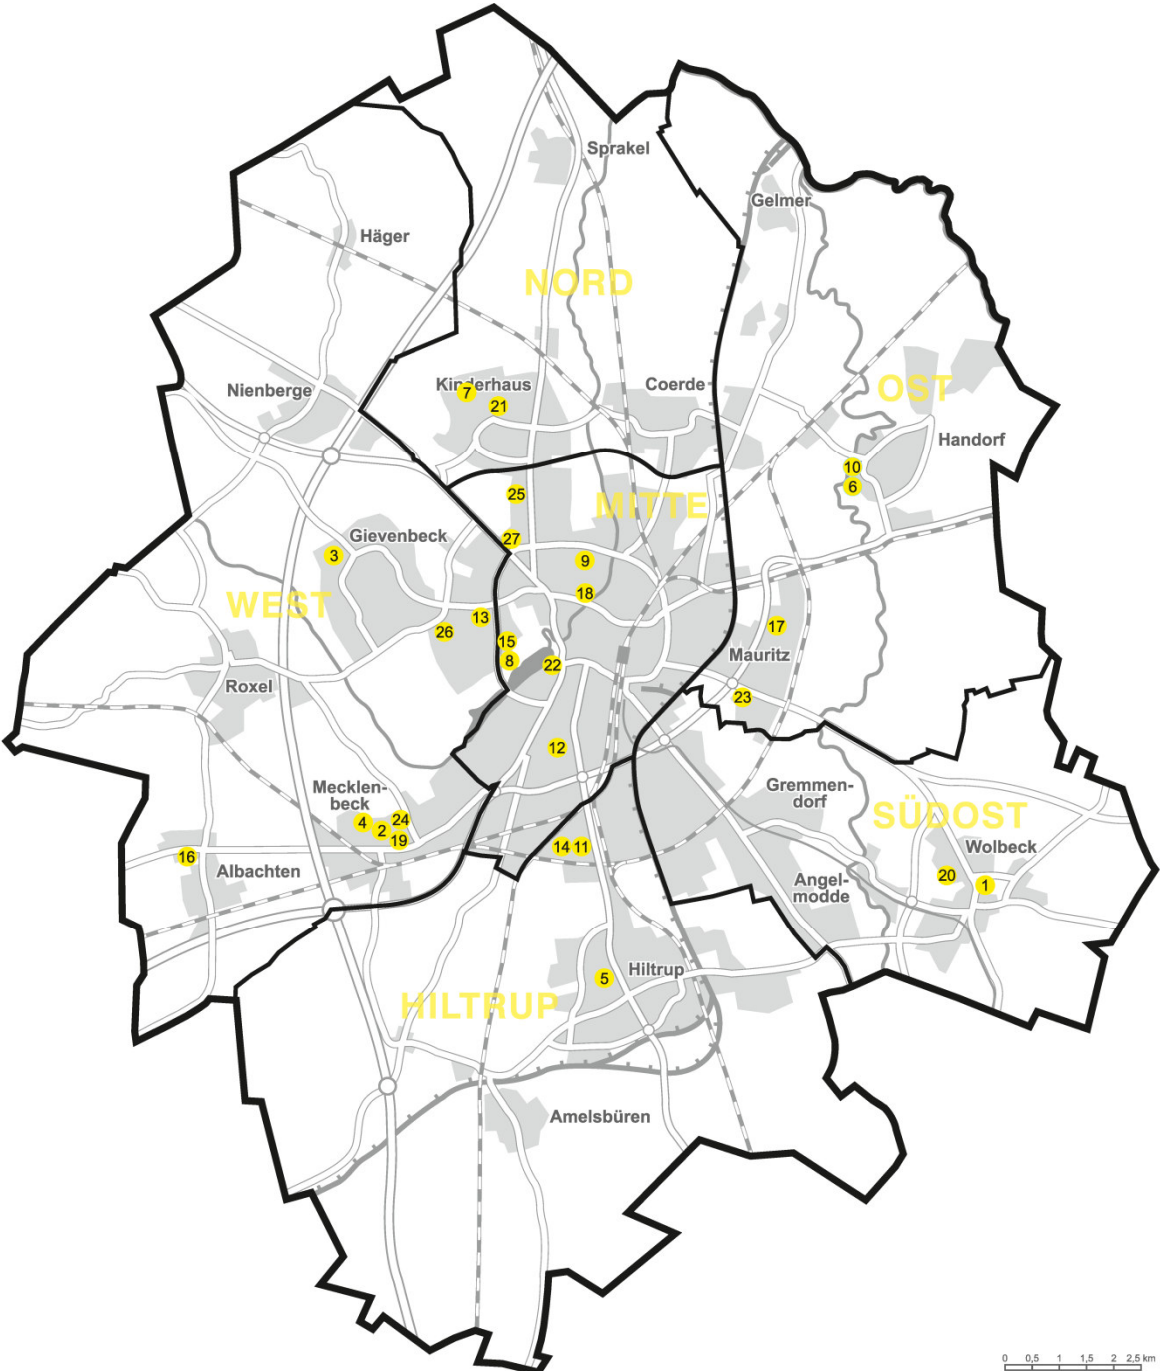 Sprakel
Gelmer
Häger
NORD
Nienberge
Kinderhaus
7
21
Coerde
OST
Handorf
10
6
25
MITTE
Gievenbeck
27
3
9
WEST
18
13
26
15
17
8
22
Mauritz
Roxel
23
12
Mecklen-
beck
Gremmen-
dorf
SÜDOST
4
2
24
19
14
11
Wolbeck
16
Albachten
Angel-
modde
20
1
5
Hiltrup
HILTRUP
Amelsbüren
0 0,5 1 1,5 2 2,5 km